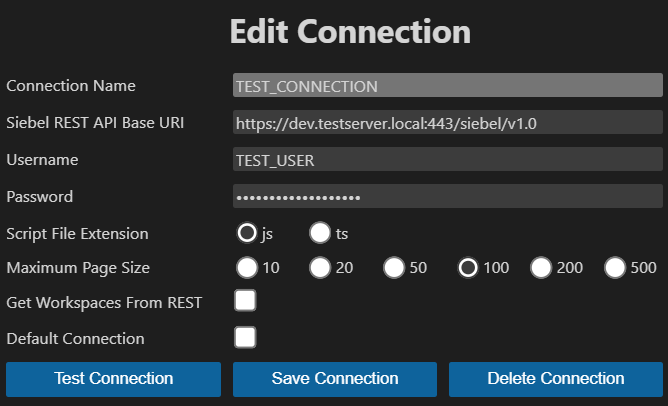 Edit Connection
Connection Name TEST_CONNECTION
Siebel REST API Base URI https://dev.testserver.local:443/siebel/v1.0
Username TEST_USER
Password •••••••••••••••••••
Script File Extension js ts
Maximum Page Size 10 20 50 100 200 500
Get Workspaces From REST
Default Connection
Test Connection Save Connection Delete Connection